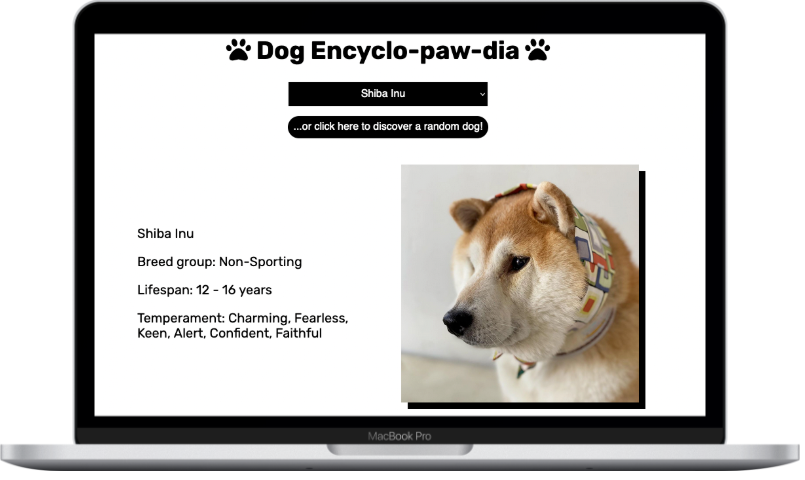 Dog Encyclo-paw-dia
Shiba Inu
...or click here to discover a random dog!
Shiba Inu
Breed group: Non-Sporting
Lifespan: 12 - 16 years
Temperament: Charming, Fearless,
Keen, Alert, Confident, Faithful
MacBook Pro